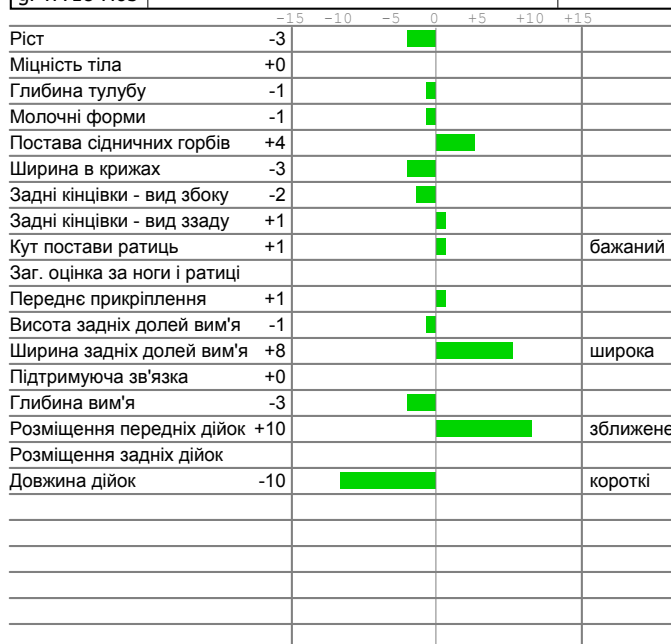 -15 -10 -5 0 +5 +10 +15
Ріст -3
Міцність тіла +0
Глибина тулубу -1
Молочні форми -1
Постава сідничних горбів +4
Ширина в крижах -3
Задні кінцівки - вид збоку -2
Задні кінцівки - вид ззаду +1
Кут постави ратиць +1 бажаний
Заг. оцінка за ноги і ратиці
Переднє прикріплення +1
Висота задніх долей вим'я -1
Ширина задніх долей вим'я +8 широка
Підтримуюча зв'язка +0
Глибина вим'я -3
Розміщення передніх дійок +10 зближене
Розміщення задніх дійок
Довжина дійок -10 короткі